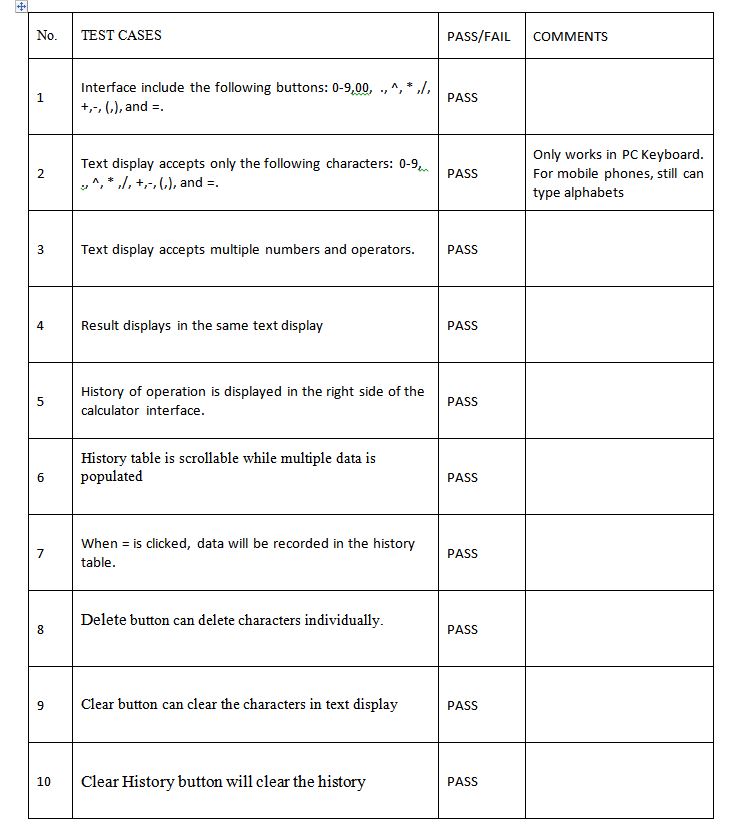 No. TEST CASES PASS/FAIL COMMENTS
1 Interface include the following buttons: 0-9,00, ., ^, * ,/, PASS
+,-, (,), and =.
2 Text display accepts only the following characters: 0-9, PASS Only works in PC Keyboard.
., ^, * ,/, +,-, (,), and =. For mobile phones, still can
type alphabets
3 Text display accepts multiple numbers and operators. PASS
4 Result displays in the same text display PASS
5 History of operation is displayed in the right side of the PASS
calculator interface.
6 History table is scrollable while multiple data is PASS
populated
7 When = is clicked, data will be recorded in the history PASS
table.
8 Delete button can delete characters individually. PASS
9 Clear button can clear the characters in text display PASS
10 Clear History button will clear the history PASS